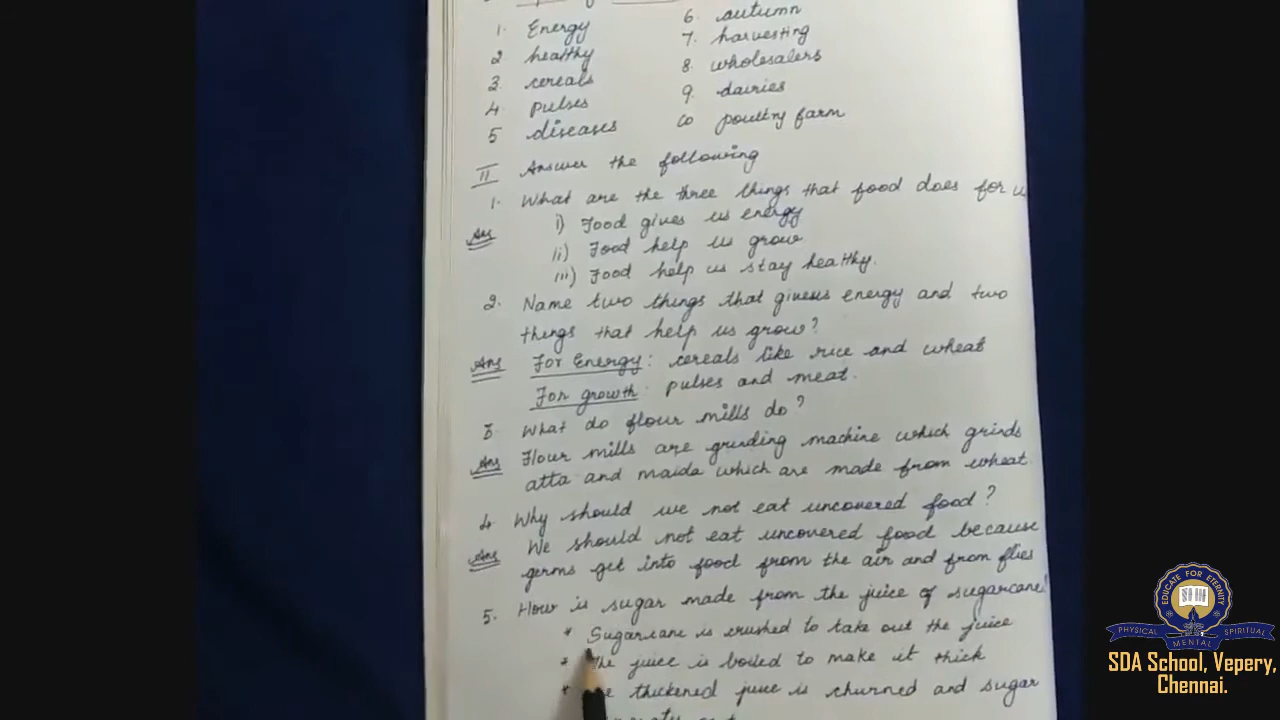 1. Energy
2 healthy
3. cereals
4 pulses
5 diseases
6. autumn
7. harvesting
8. wholesalers
9. dairies
10 poultry farm
II Answer the following
1. What are the three things that food does for u
Ans i) Food gives us energy
ii) Food help us grow
iii) Food help us stay healthy.
2. Name two things that gives us energy and two
things that help us grow?
Ans For Energy: cereals like rice and wheat
For growth: pulses and meat.
3. What do flour mills do?
Ans Flour mills are grinding machine which grinds
atta and maida which are made from wheat.
4. Why should we not eat uncovered food?
Ans We should not eat uncovered food because
germs get into food from the air and from flies
5. How is sugar made from the juice of sugarcane?
* Sugarcane is crushed to take out the juice
* The juice is boiled to make it thick
* thickened juice is churned and sugar
EDUCATE FOR ETERNITY
SDA
PHYSICAL MENTAL SPIRITUAL
SDA School, Vepery,
Chennai.